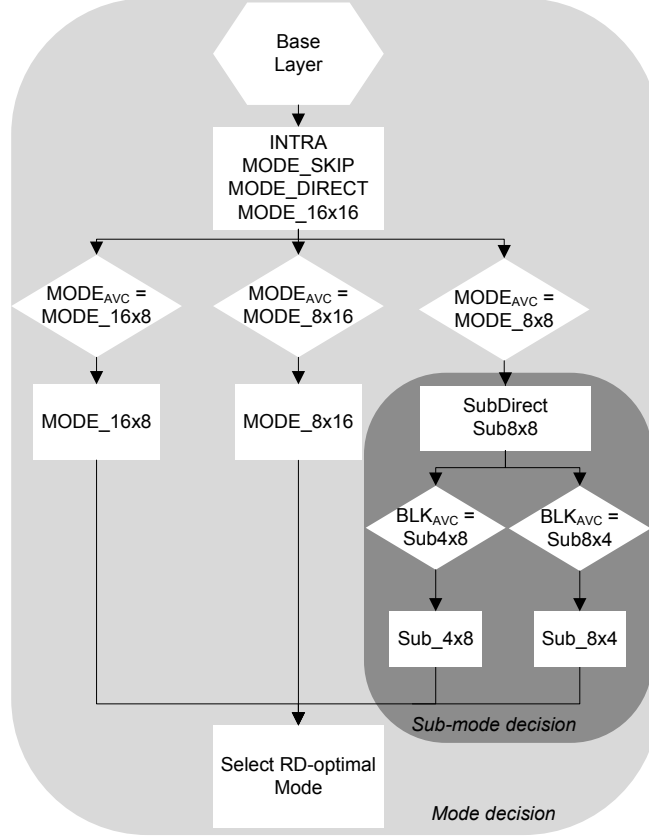 Base
Layer
INTRA
MODE_SKIP
MODE_DIRECT
MODE_16x16
MODEAVC =
MODE_16x8
MODEAVC =
MODE_8x16
MODEAVC =
MODE_8x8
MODE_16x8
MODE_8x16
SubDirect
Sub8x8
BLKAVC =
Sub4x8
BLKAVC =
Sub8x4
Sub_4x8
Sub_8x4
Sub-mode decision
Select RD-optimal
Mode
Mode decision